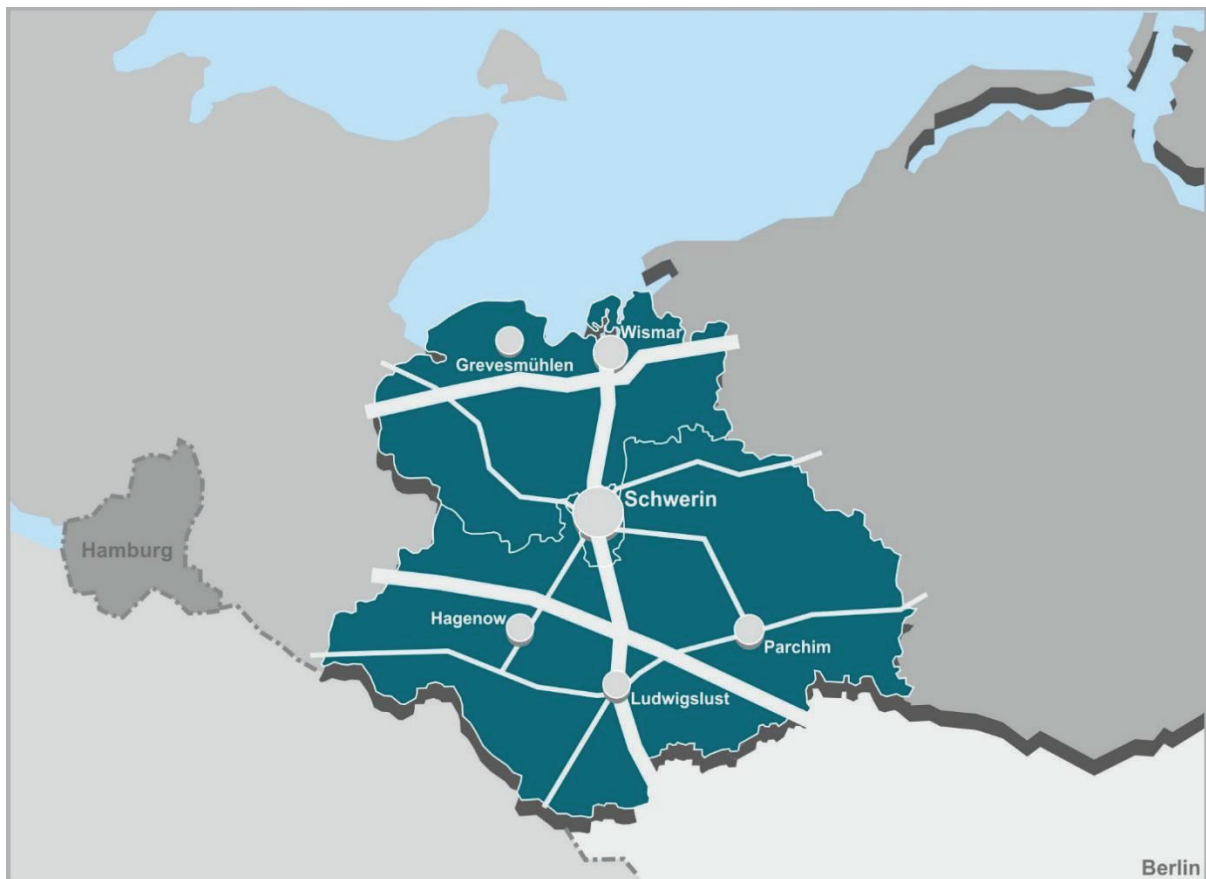 Wismar
Grevesmühlen
Schwerin
Hamburg
Hagenow
Parchim
Ludwigslust
Berlin